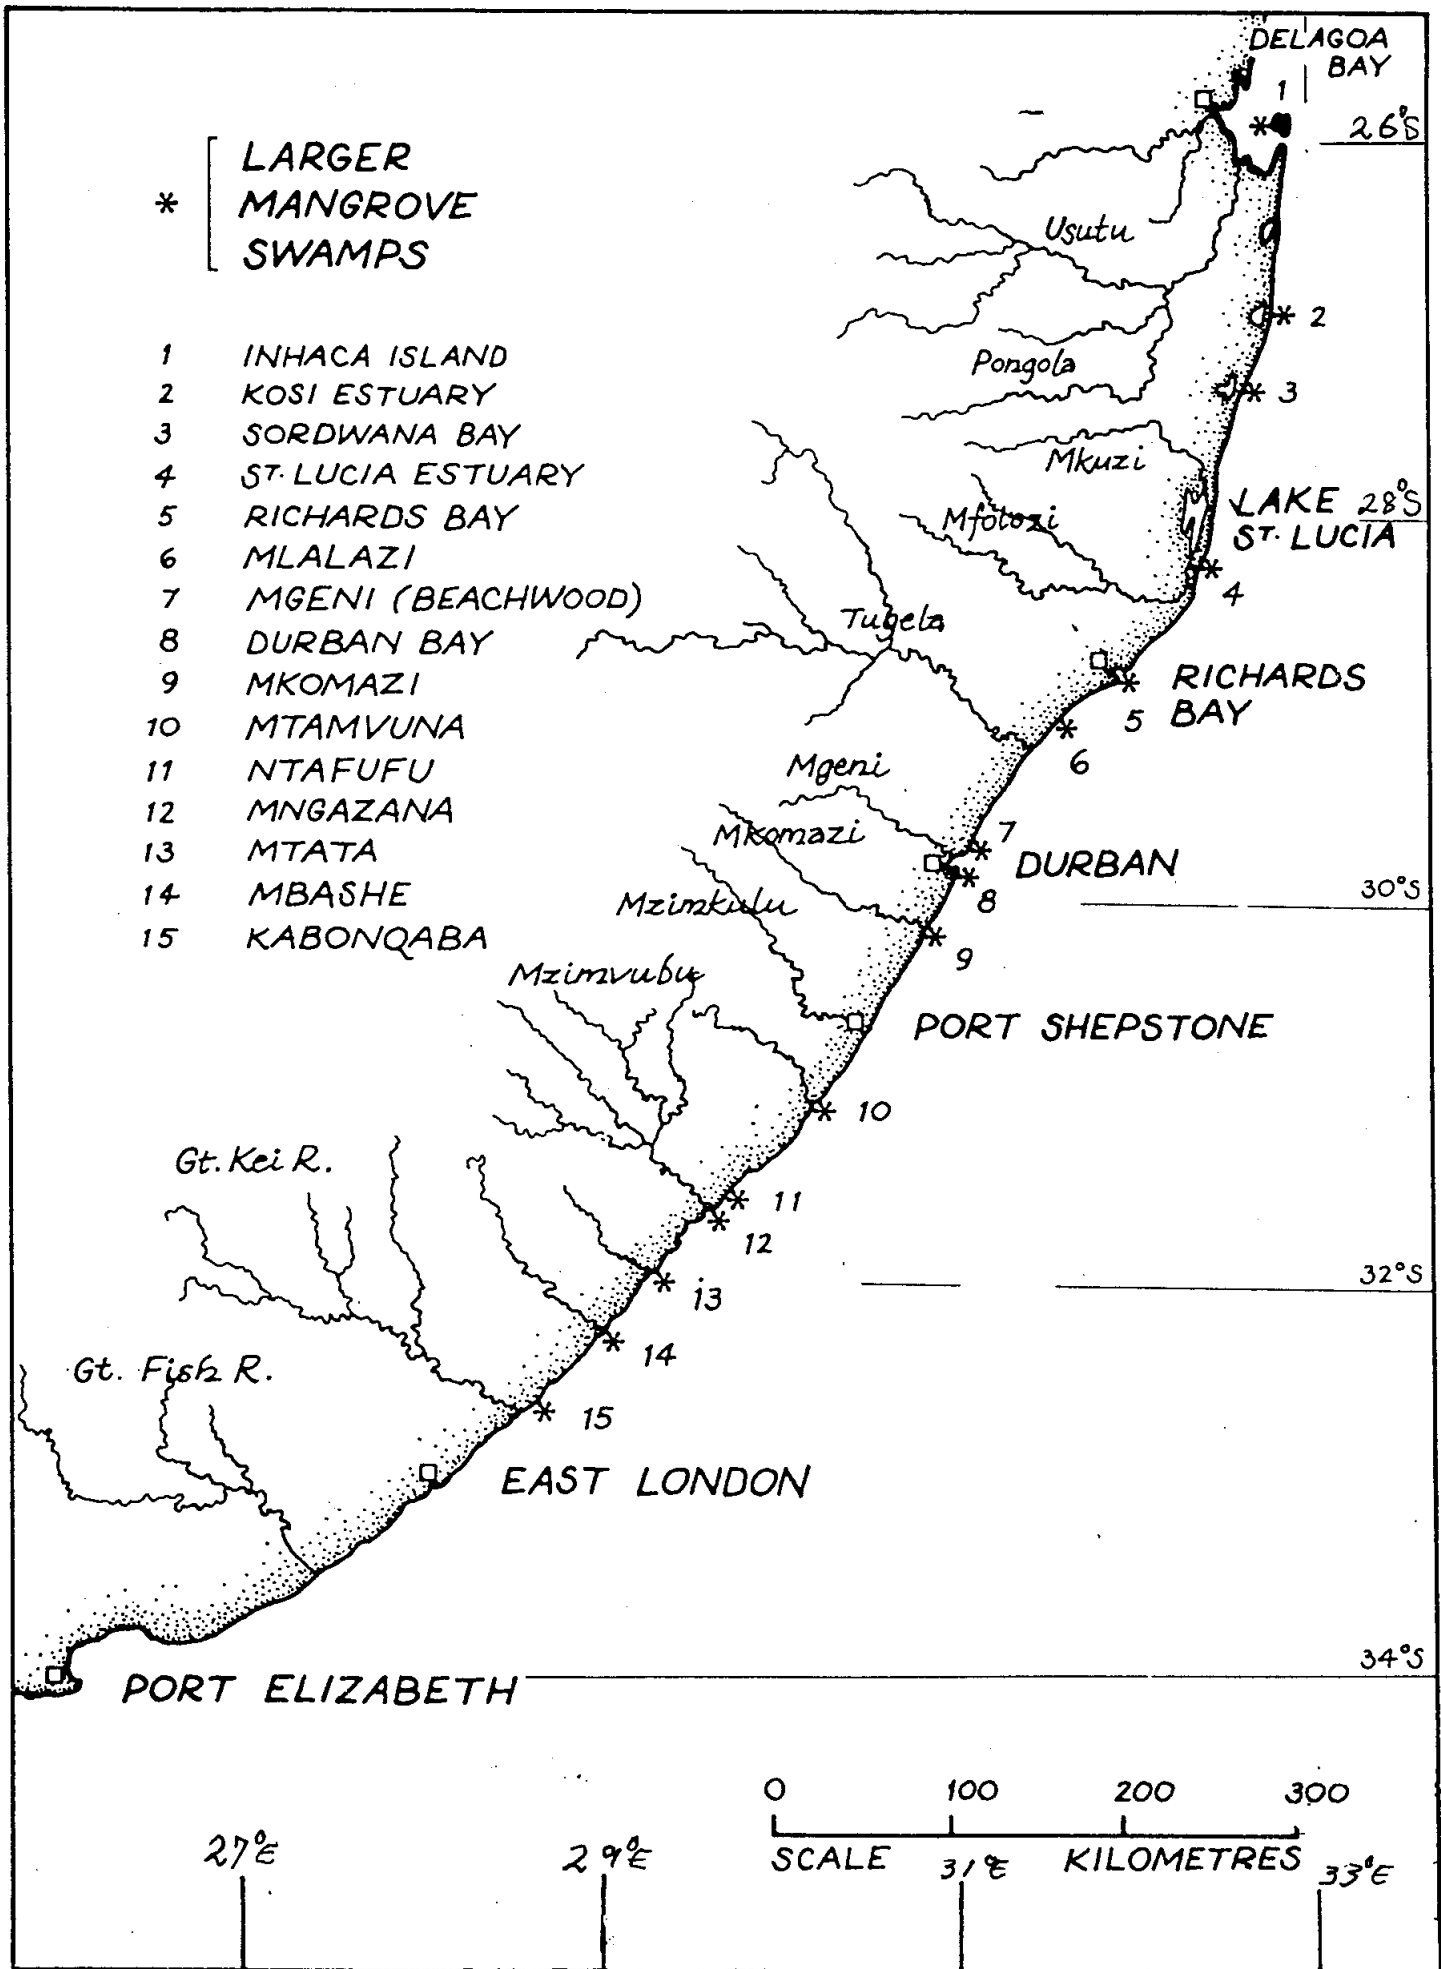 DELAGOA
BAY
1
26°S
* LARGER
MANGROVE
SWAMPS
Usutu
2
1 INHACA ISLAND
2 KOSI ESTUARY
3 SORDWANA BAY
4 ST. LUCIA ESTUARY
5 RICHARDS BAY
6 MLALAZI
7 MGENI (BEACHWOOD)
8 DURBAN BAY
9 MKOMAZI
10 MTAMVUNA
11 NTAFUFU
12 MNGAZANA
13 MTATA
14 MBASHE
15 KABONQABA
Pongola
3
Mkuzi
LAKE
ST. LUCIA
28°S
Mfotozi
4
Tugela
RICHARDS
BAY
5
6
Mgeni
7
Mkomazi
DURBAN
8
30°S
Mzimkulu
9
Mzimvubu
PORT SHEPSTONE
10
Gt. Kei R.
11
12
32°S
13
14
Gt. Fish R.
15
EAST LONDON
34°S
PORT ELIZABETH
0 100 200 300
SCALE KILOMETRES
27°E 29°E 31°E 33°E